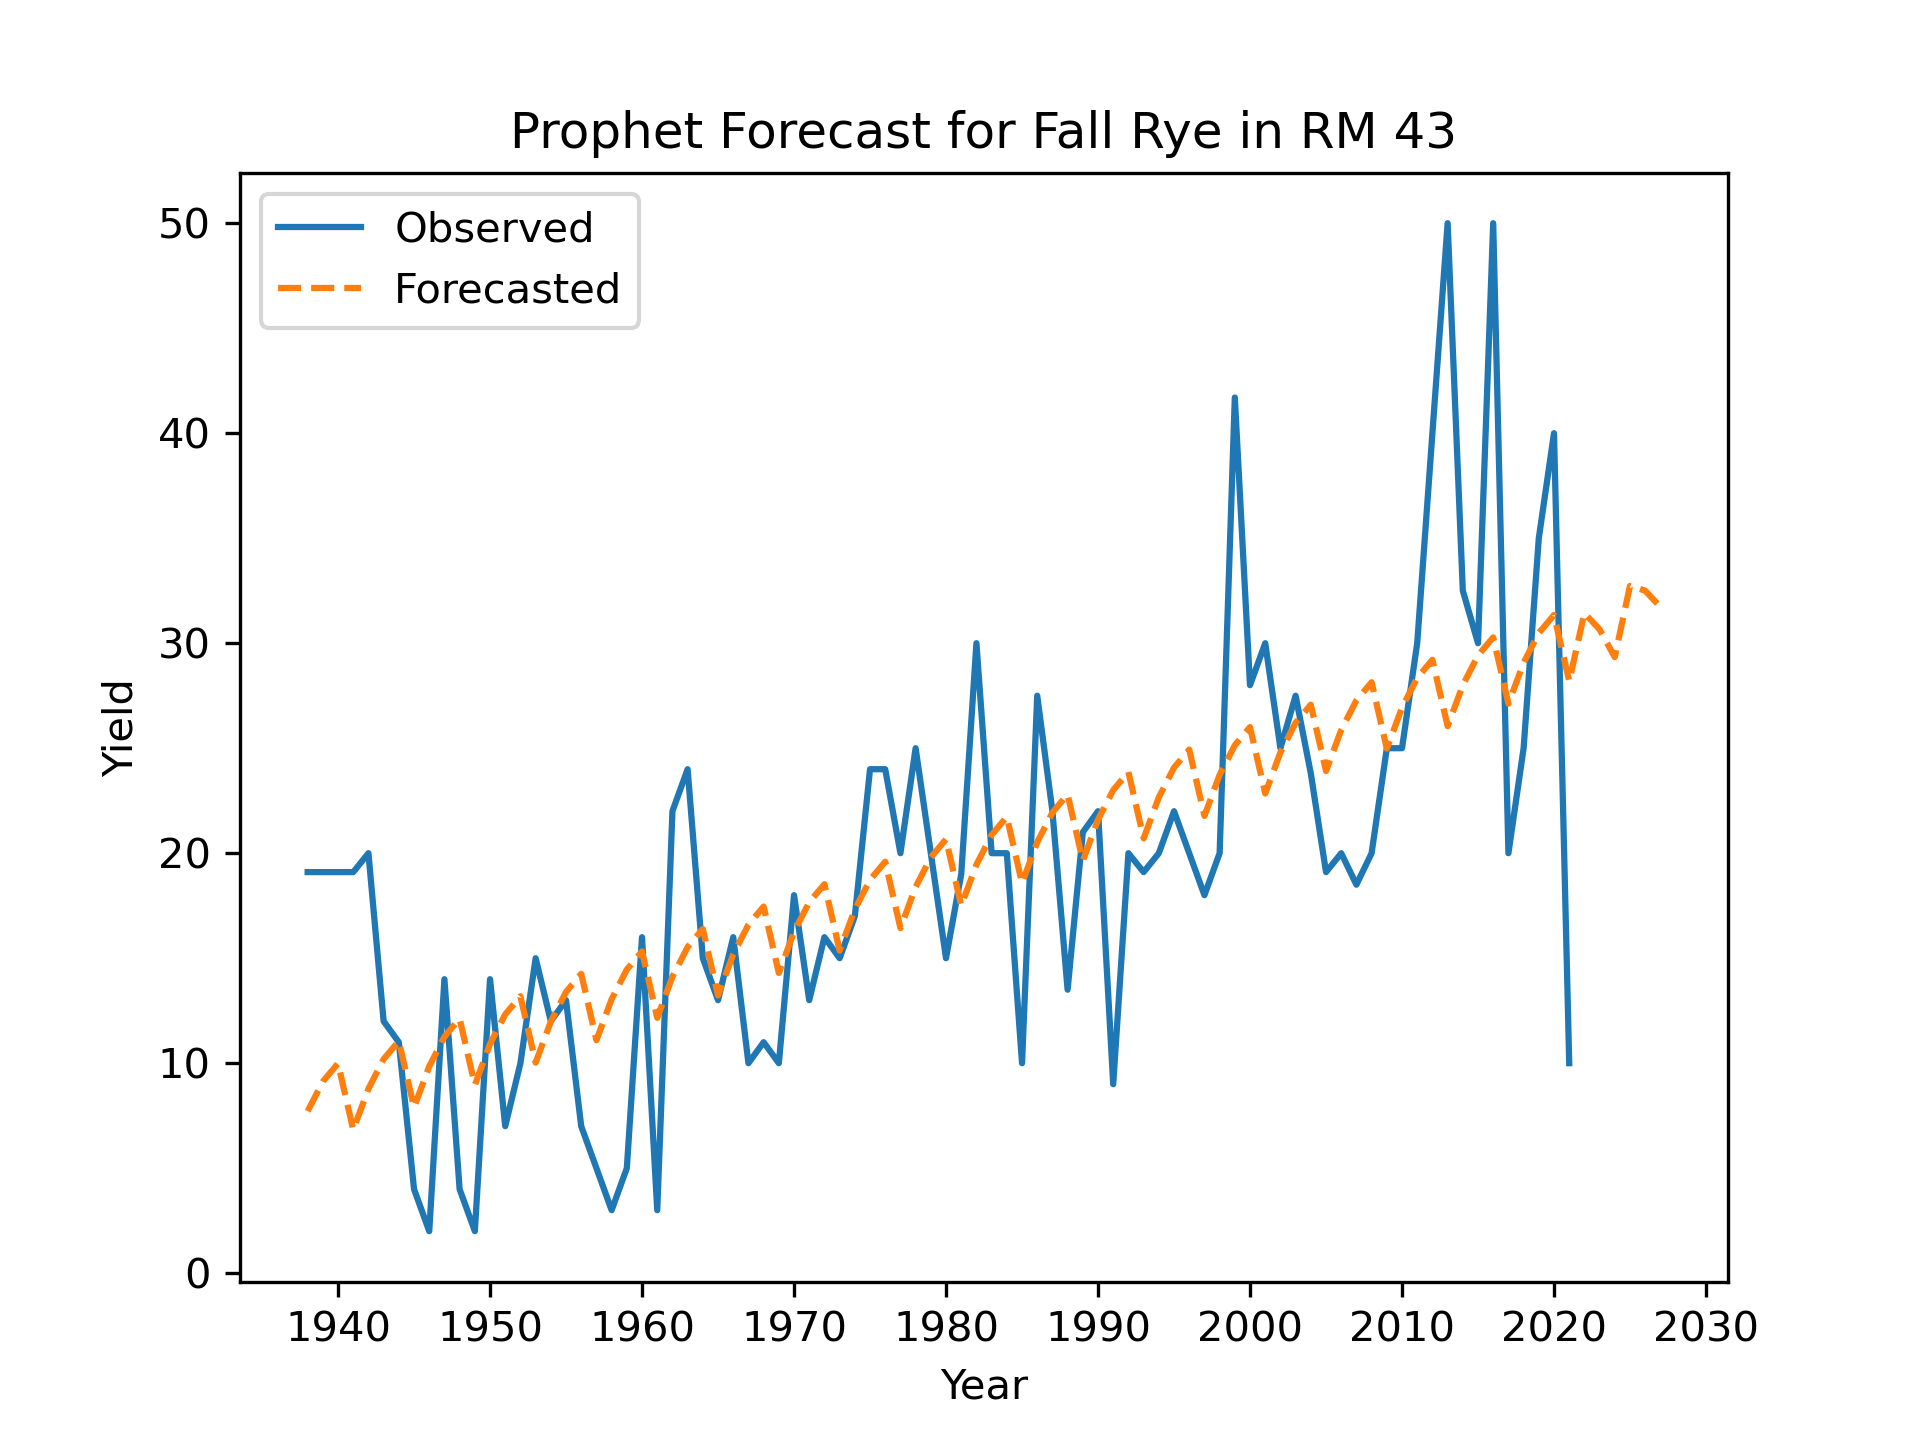 Prophet Forecast for Fall Rye in RM 43
Observed
Forecasted
50
40
30
20
10
0
Yield
1940 1950 1960 1970 1980 1990 2000 2010 2020 2030
Year